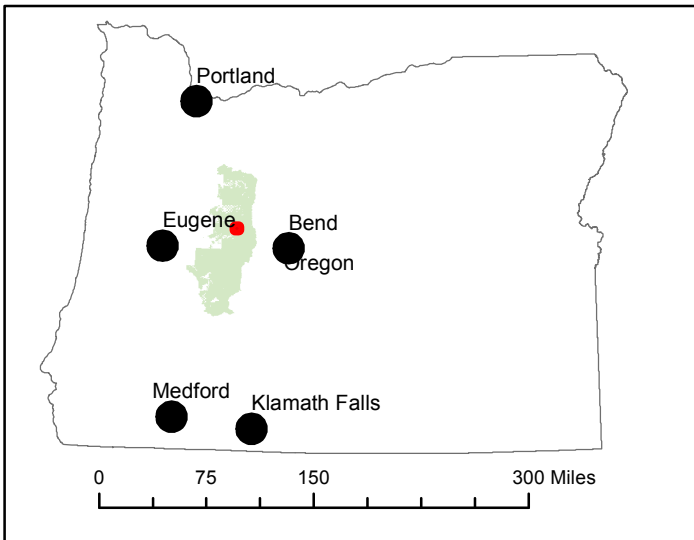 Portland
Eugene
Bend
Oregon
Medford
Klamath Falls
0 75 150 300 Miles